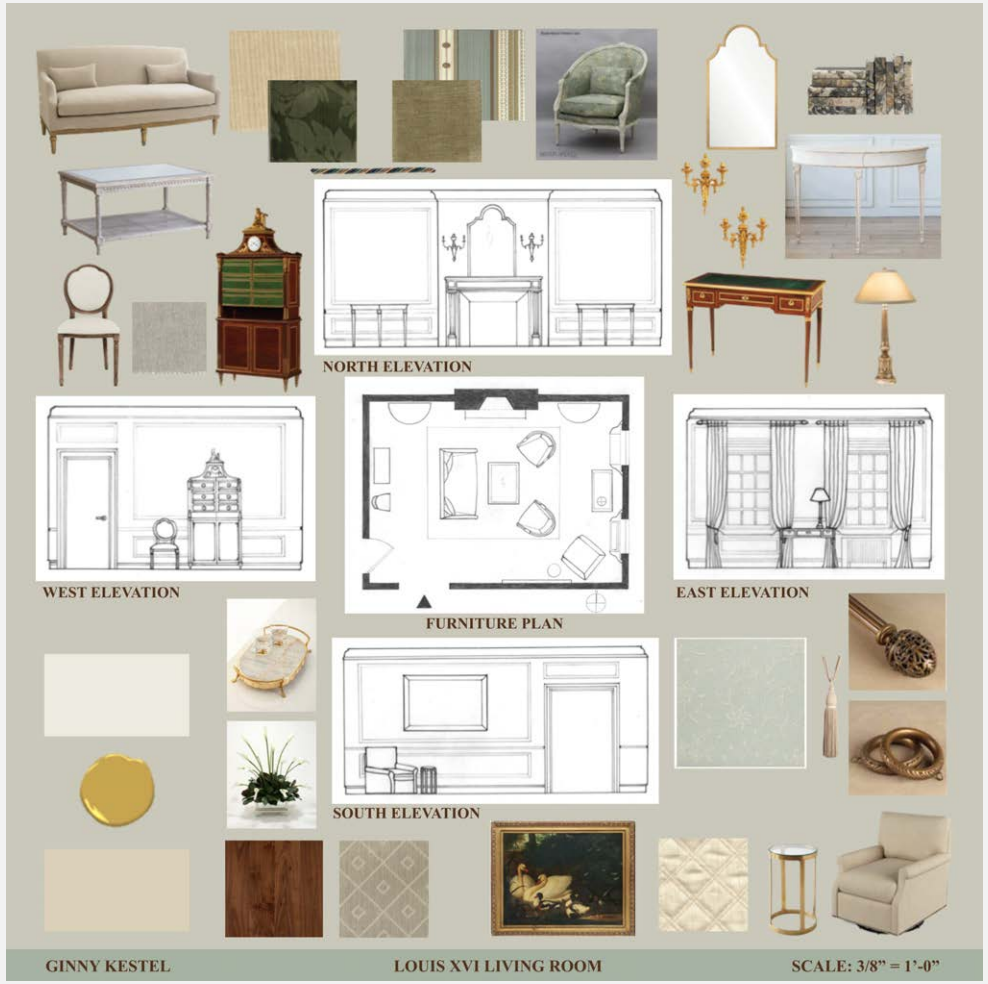 NORTH ELEVATION
WEST ELEVATION
EAST ELEVATION
FURNITURE PLAN
SOUTH ELEVATION
GINNY KESTEL
LOUIS XVI LIVING ROOM
SCALE: 3/8” = 1’-0”